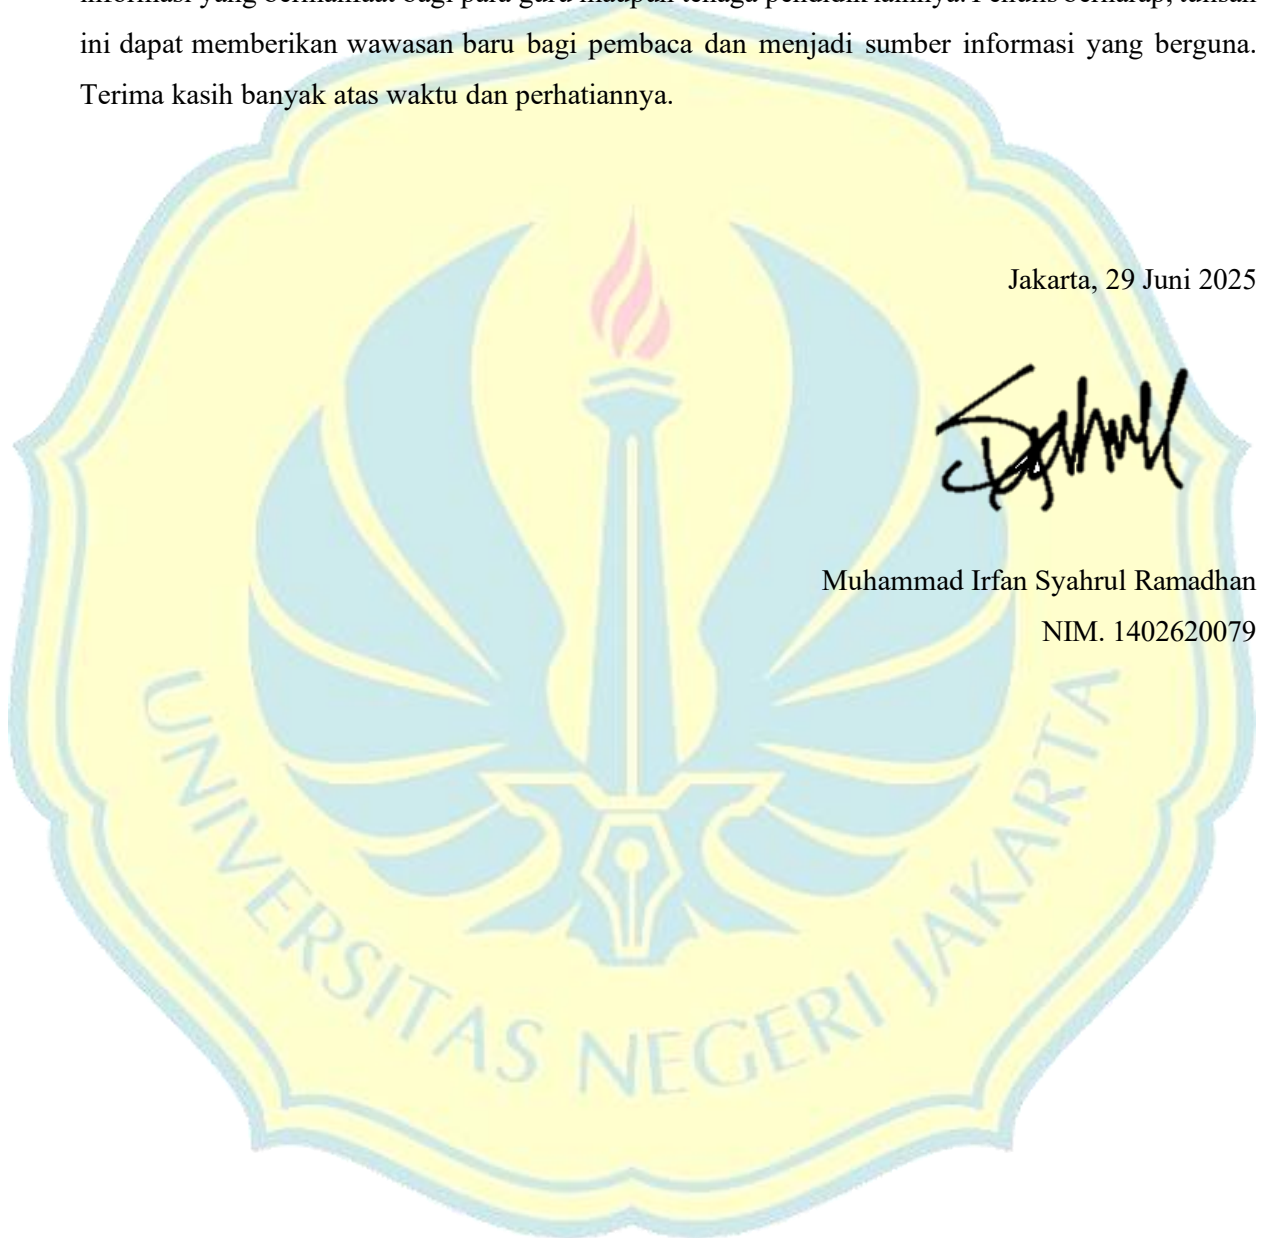 informasi yang bermanfaat bagi para guru maupun tenaga pendidik lainnya. Penulis berharap, tulisan
ini dapat memberikan wawasan baru bagi pembaca dan menjadi sumber informasi yang berguna.
Terima kasih banyak atas waktu dan perhatiannya.
Jakarta, 29 Juni 2025
Syahrull
Muhammad Irfan Syahrul Ramadhan
NIM. 1402620079
UNIVERSITAS NEGERI JAKARTA